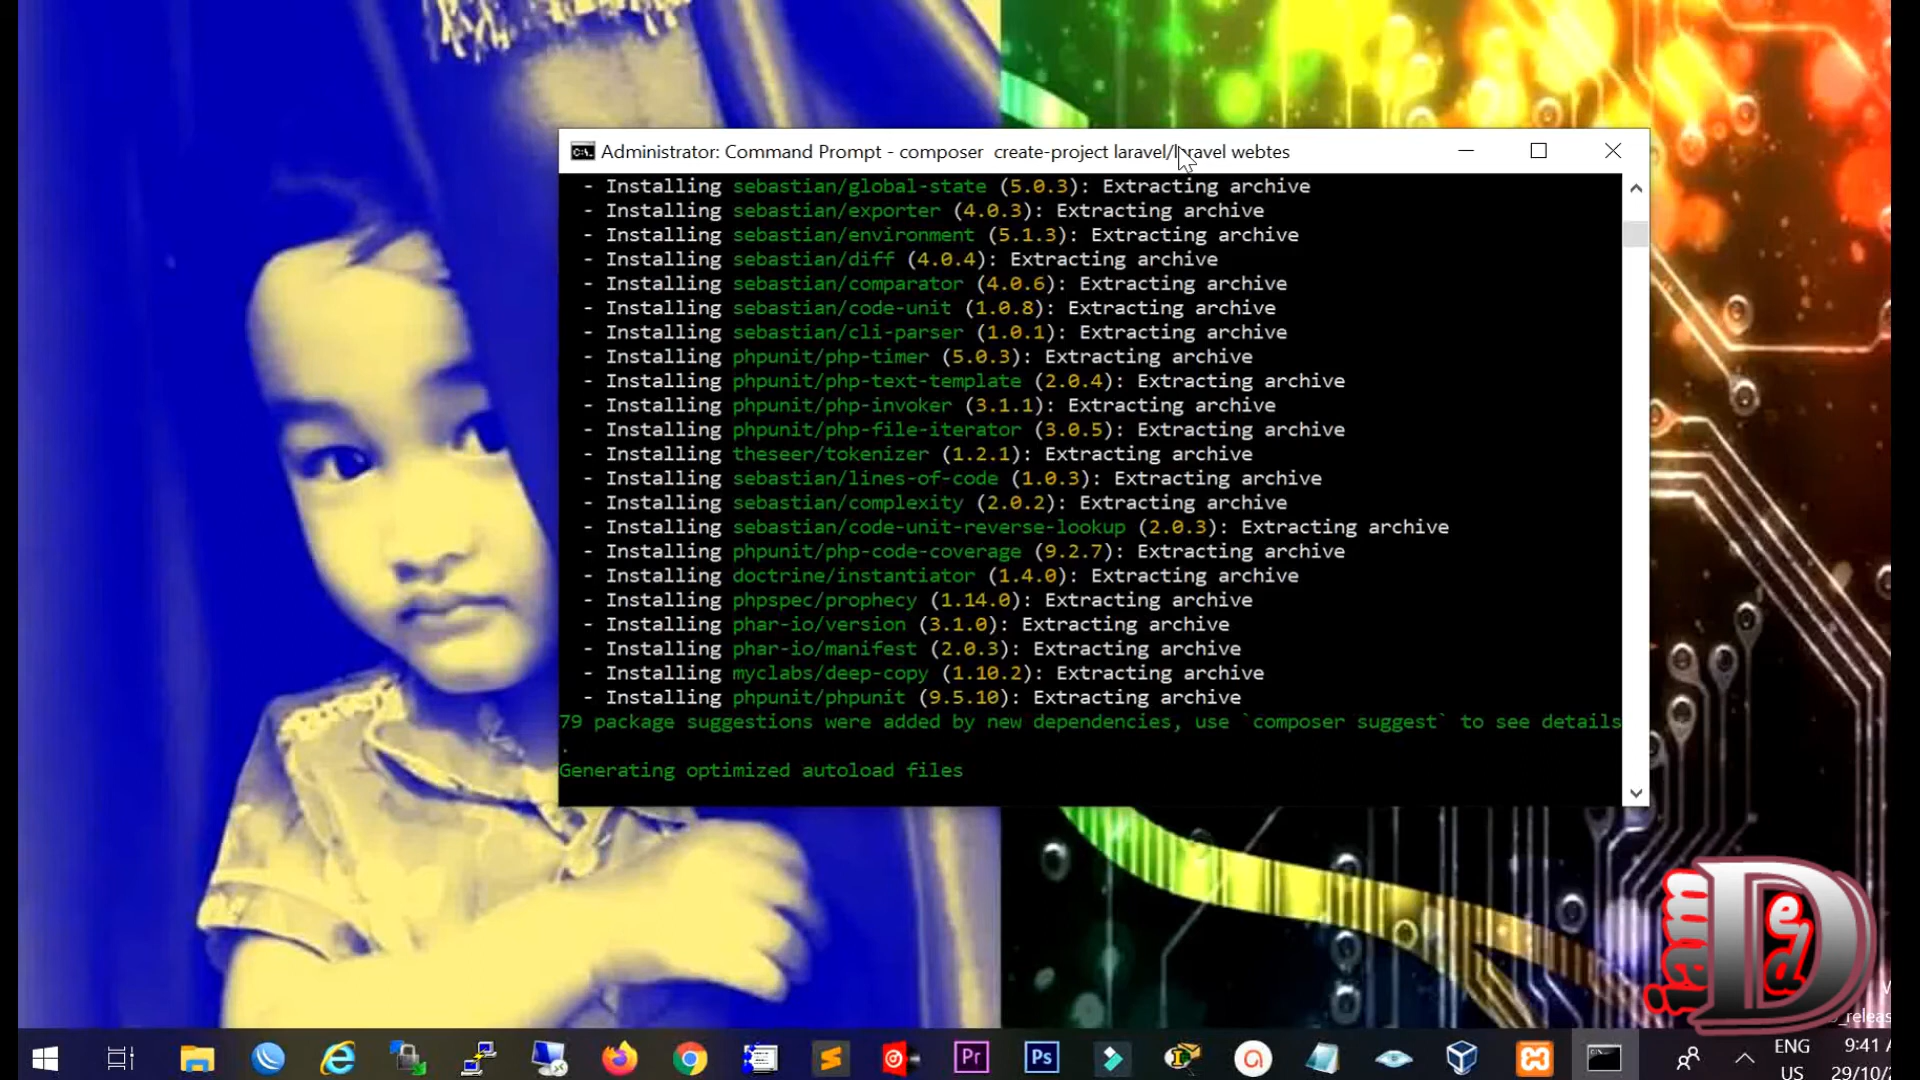 Administrator: Command Prompt - composer  create-project laravel/laravel webtes
- Installing sebastian/global-state (5.0.3): Extracting archive
- Installing sebastian/exporter (4.0.3): Extracting archive
- Installing sebastian/environment (5.1.3): Extracting archive
- Installing sebastian/diff (4.0.4): Extracting archive
- Installing sebastian/comparator (4.0.6): Extracting archive
- Installing sebastian/code-unit (1.0.8): Extracting archive
- Installing sebastian/cli-parser (1.0.1): Extracting archive
- Installing phpunit/php-timer (5.0.3): Extracting archive
- Installing phpunit/php-text-template (2.0.4): Extracting archive
- Installing phpunit/php-invoker (3.1.1): Extracting archive
- Installing phpunit/php-file-iterator (3.0.5): Extracting archive
- Installing theseer/tokenizer (1.2.1): Extracting archive
- Installing sebastian/lines-of-code (1.0.3): Extracting archive
- Installing sebastian/complexity (2.0.2): Extracting archive
- Installing sebastian/code-unit-reverse-lookup (2.0.3): Extracting archive
- Installing phpunit/php-code-coverage (9.2.7): Extracting archive
- Installing doctrine/instantiator (1.4.0): Extracting archive
- Installing phpspec/prophecy (1.14.0): Extracting archive
- Installing phar-io/version (3.1.0): Extracting archive
- Installing phar-io/manifest (2.0.3): Extracting archive
- Installing myclabs/deep-copy (1.10.2): Extracting archive
- Installing phpunit/phpunit (9.5.10): Extracting archive
79 package suggestions were added by new dependencies, use `composer suggest` to see details
.
Generating optimized autoload files
iam Ded
Pr
Ps
ENG
US
9:41
29/10/